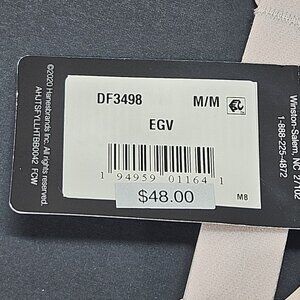 ©2020 Hanesbrands Inc. All rights reserved.
AHJTSFYLLHTBB5042 FCW
DF3498 M/M
EGV
1 94959 01164 1
$48.00
M8
Winston-Salem, NC 27102
1-888-225-4872